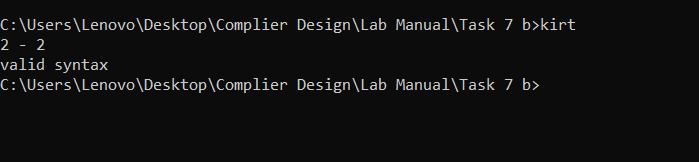 C:\Users\Lenovo\Desktop\Complier Design\Lab Manual\Task 7 b>kirt
2 - 2
valid syntax
C:\Users\Lenovo\Desktop\Complier Design\Lab Manual\Task 7 b>